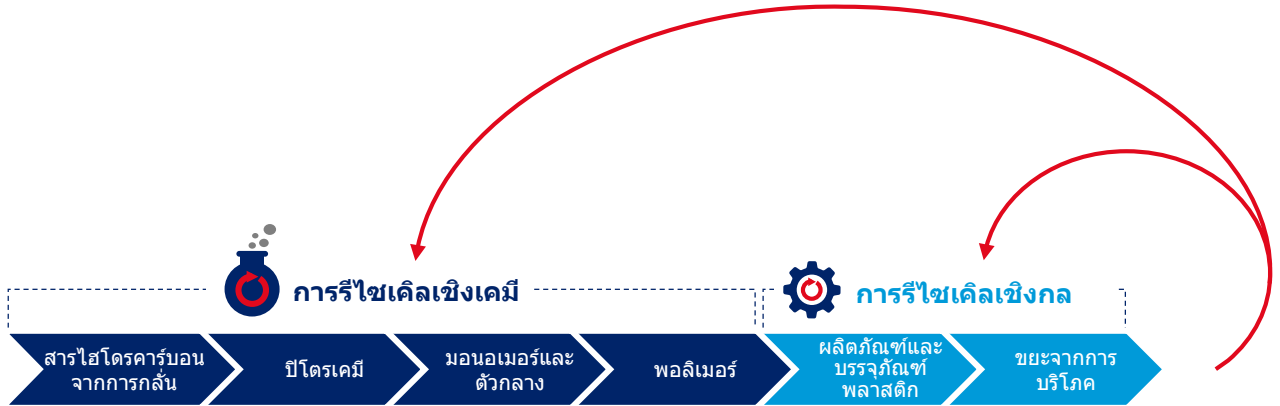 การรีไซเคิลเชิงเคมี
การรีไซเคิลเชิงกล
สารไฮโดรคาร์บอน
จากการกลั่น
ปิโตรเคมี
มอนอเมอร์และ
ตัวกลาง
พอลิเมอร์
ผลิตภัณฑ์และ
บรรจุภัณฑ์
พลาสติก
ขยะจากการ
บริโภค